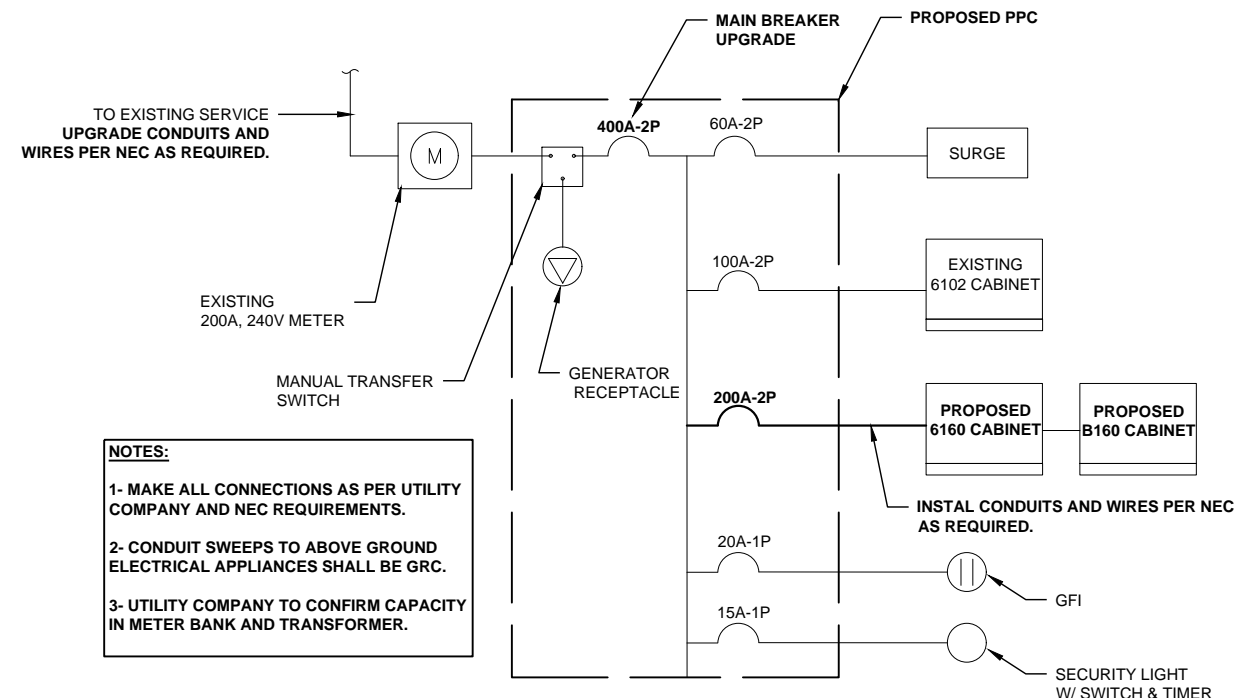 MAIN BREAKER
UPGRADE
PROPOSED PPC
TO EXISTING SERVICE
UPGRADE CONDUITS AND
WIRES PER NEC AS REQUIRED.
400A-2P
60A-2P
M
SURGE
100A-2P
EXISTING
6102 CABINET
EXISTING
200A, 240V METER
MANUAL TRANSFER
SWITCH
GENERATOR
RECEPTACLE
200A-2P
PROPOSED
6160 CABINET
PROPOSED
B160 CABINET
NOTES:
1- MAKE ALL CONNECTIONS AS PER UTILITY
COMPANY AND NEC REQUIREMENTS.
2- CONDUIT SWEEPS TO ABOVE GROUND
ELECTRICAL APPLIANCES SHALL BE GRC.
3- UTILITY COMPANY TO CONFIRM CAPACITY
IN METER BANK AND TRANSFORMER.
INSTAL CONDUITS AND WIRES PER NEC
AS REQUIRED.
20A-1P
GFI
15A-1P
SECURITY LIGHT
W/ SWITCH & TIMER